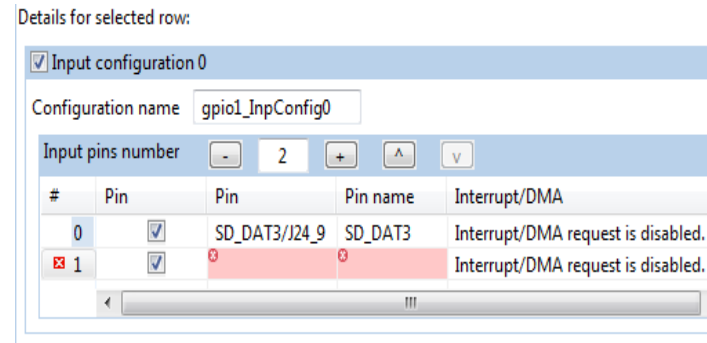 Details for selected row:
Input configuration 0
Configuration name gpio1_InpConfig0
Input pins number - 2 + ^ v
# Pin Pin Pin name Interrupt/DMA
0 SD_DAT3/J24_9 SD_DAT3 Interrupt/DMA request is disabled.
1 Interrupt/DMA request is disabled.